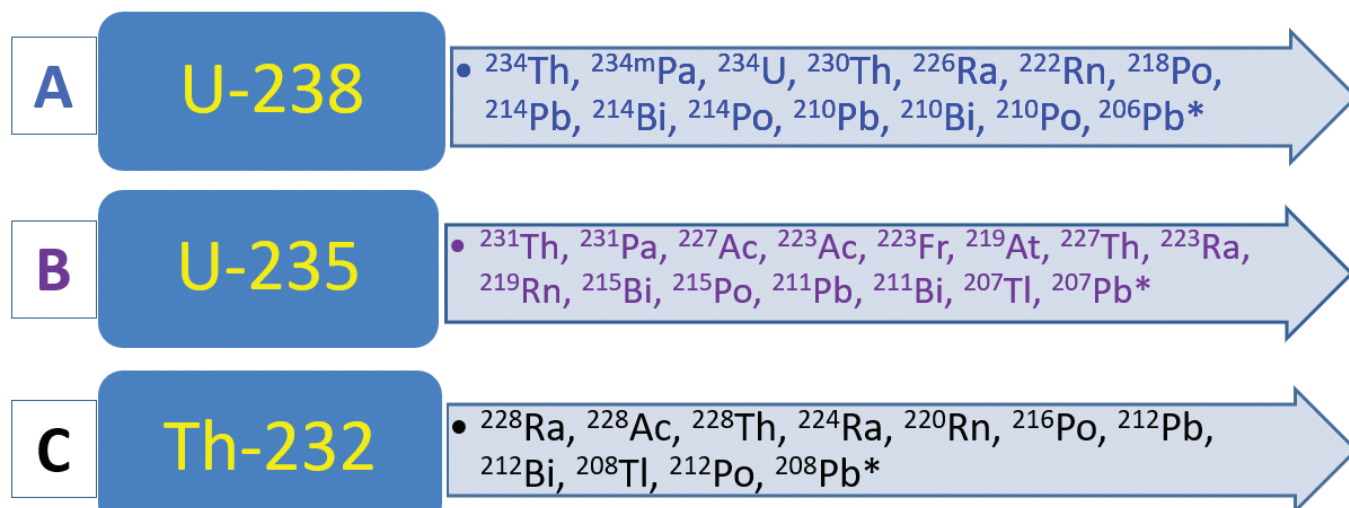 A
U-238
• ²³⁴Th, ²³⁴ᵐPa, ²³⁴U, ²³⁰Th, ²²⁶Ra, ²²²Rn, ²¹⁸Po,
²¹⁴Pb, ²¹⁴Bi, ²¹⁴Po, ²¹⁰Pb, ²¹⁰Bi, ²¹⁰Po, ²⁰⁶Pb*
B
U-235
• ²³¹Th, ²³¹Pa, ²²⁷Ac, ²²³Ac, ²²³Fr, ²¹⁹At, ²²⁷Th, ²²³Ra,
²¹⁹Rn, ²¹⁵Bi, ²¹⁵Po, ²¹¹Pb, ²¹¹Bi, ²⁰⁷Tl, ²⁰⁷Pb*
C
Th-232
• ²²⁸Ra, ²²⁸Ac, ²²⁸Th, ²²⁴Ra, ²²⁰Rn, ²¹⁶Po, ²¹²Pb,
²¹²Bi, ²⁰⁸Tl, ²¹²Po, ²⁰⁸Pb*